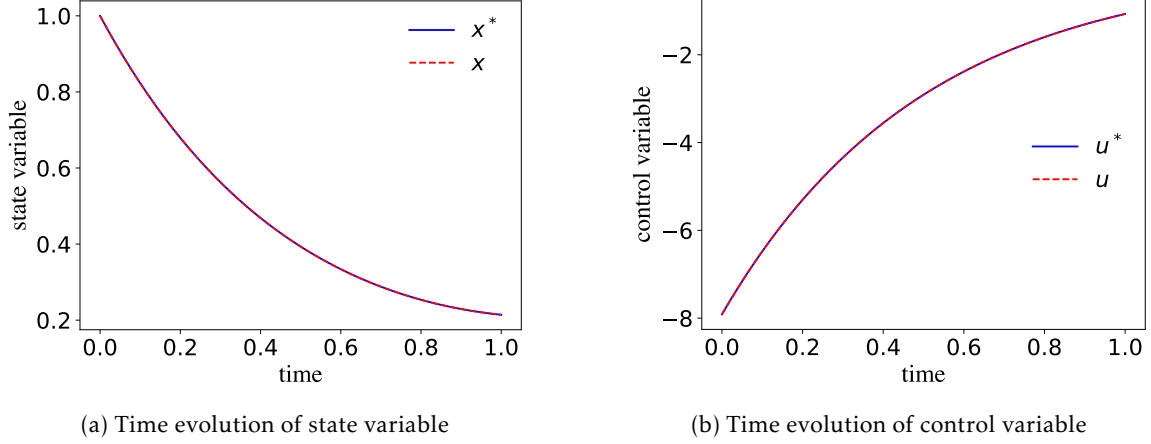 1.0
0.8
0.6
0.4
0.2
state variable
x*
x
0.0 0.2 0.4 0.6 0.8 1.0
time
(a) Time evolution of state variable
−2
−4
−6
−8
control variable
u*
u
0.0 0.2 0.4 0.6 0.8 1.0
time
(b) Time evolution of control variable